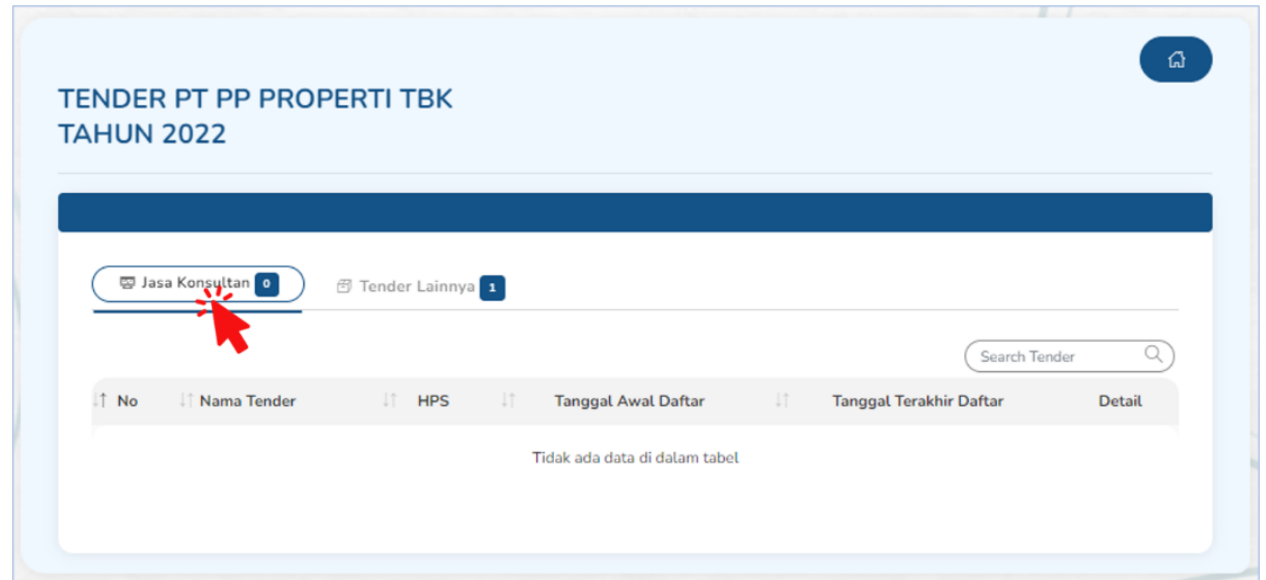 TENDER PT PP PROPERTI TBK
TAHUN 2022
Jasa Konsultan 0 Tender Lainnya 1
Search Tender
No Nama Tender HPS Tanggal Awal Daftar Tanggal Terakhir Daftar Detail
Tidak ada data di dalam tabel